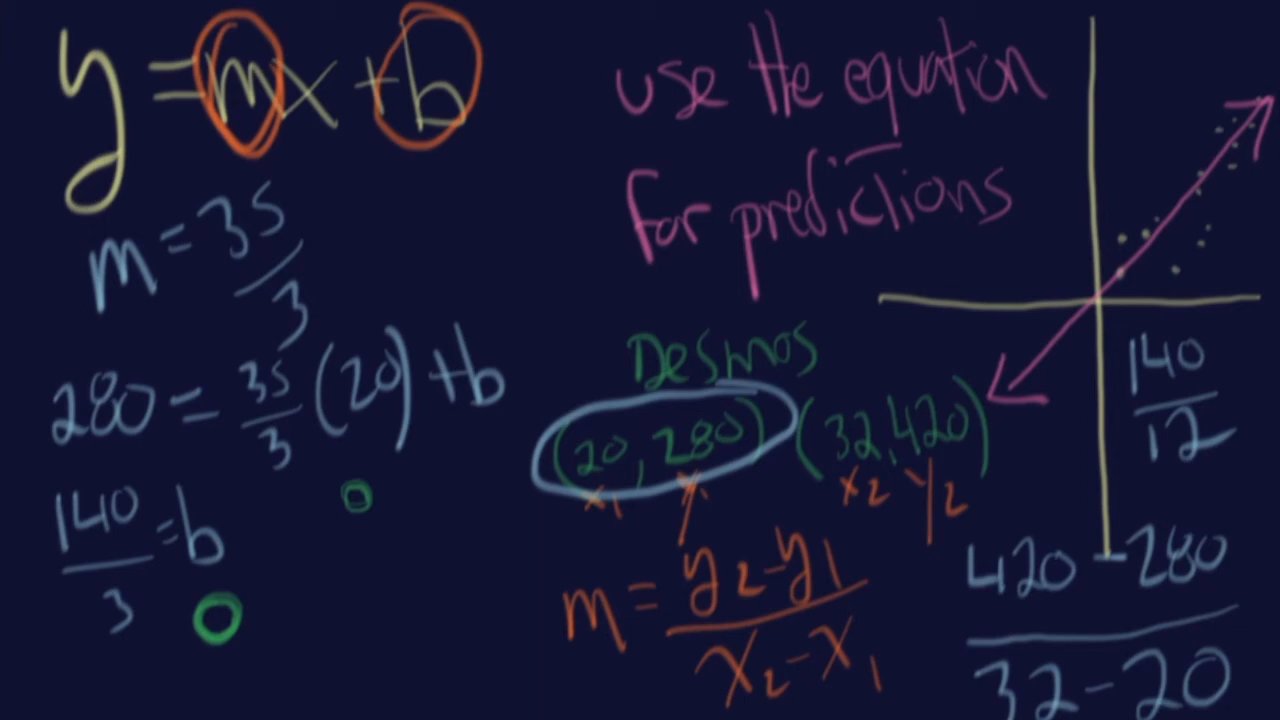 y = mx + b
m = 35/3
280 = 35/3 (20) + b
140/3 = b
use the equation
for predictions
Desmos
(20, 280) (32, 420)
x1 y1 x2 y2
m = y2 - y1 / x2 - x1
140/12
420 - 280 / 32 - 20